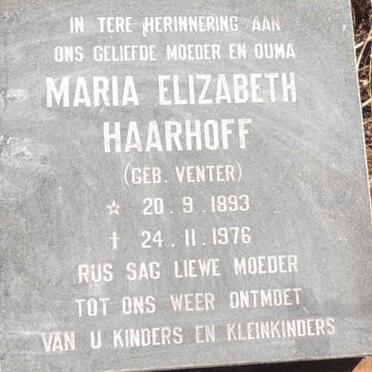 IN TERE HERINNERING AAN
ONS GELIEFDE MOEDER EN OUMA
MARIA ELIZABETH
HAARHOFF
(GEB. VENTER)
☆ 20.9.1893
† 24.11.1976
RUS SAG LIEWE MOEDER
TOT ONS WEER ONTMOET
VAN U KINDERS EN KLEINKINDERS